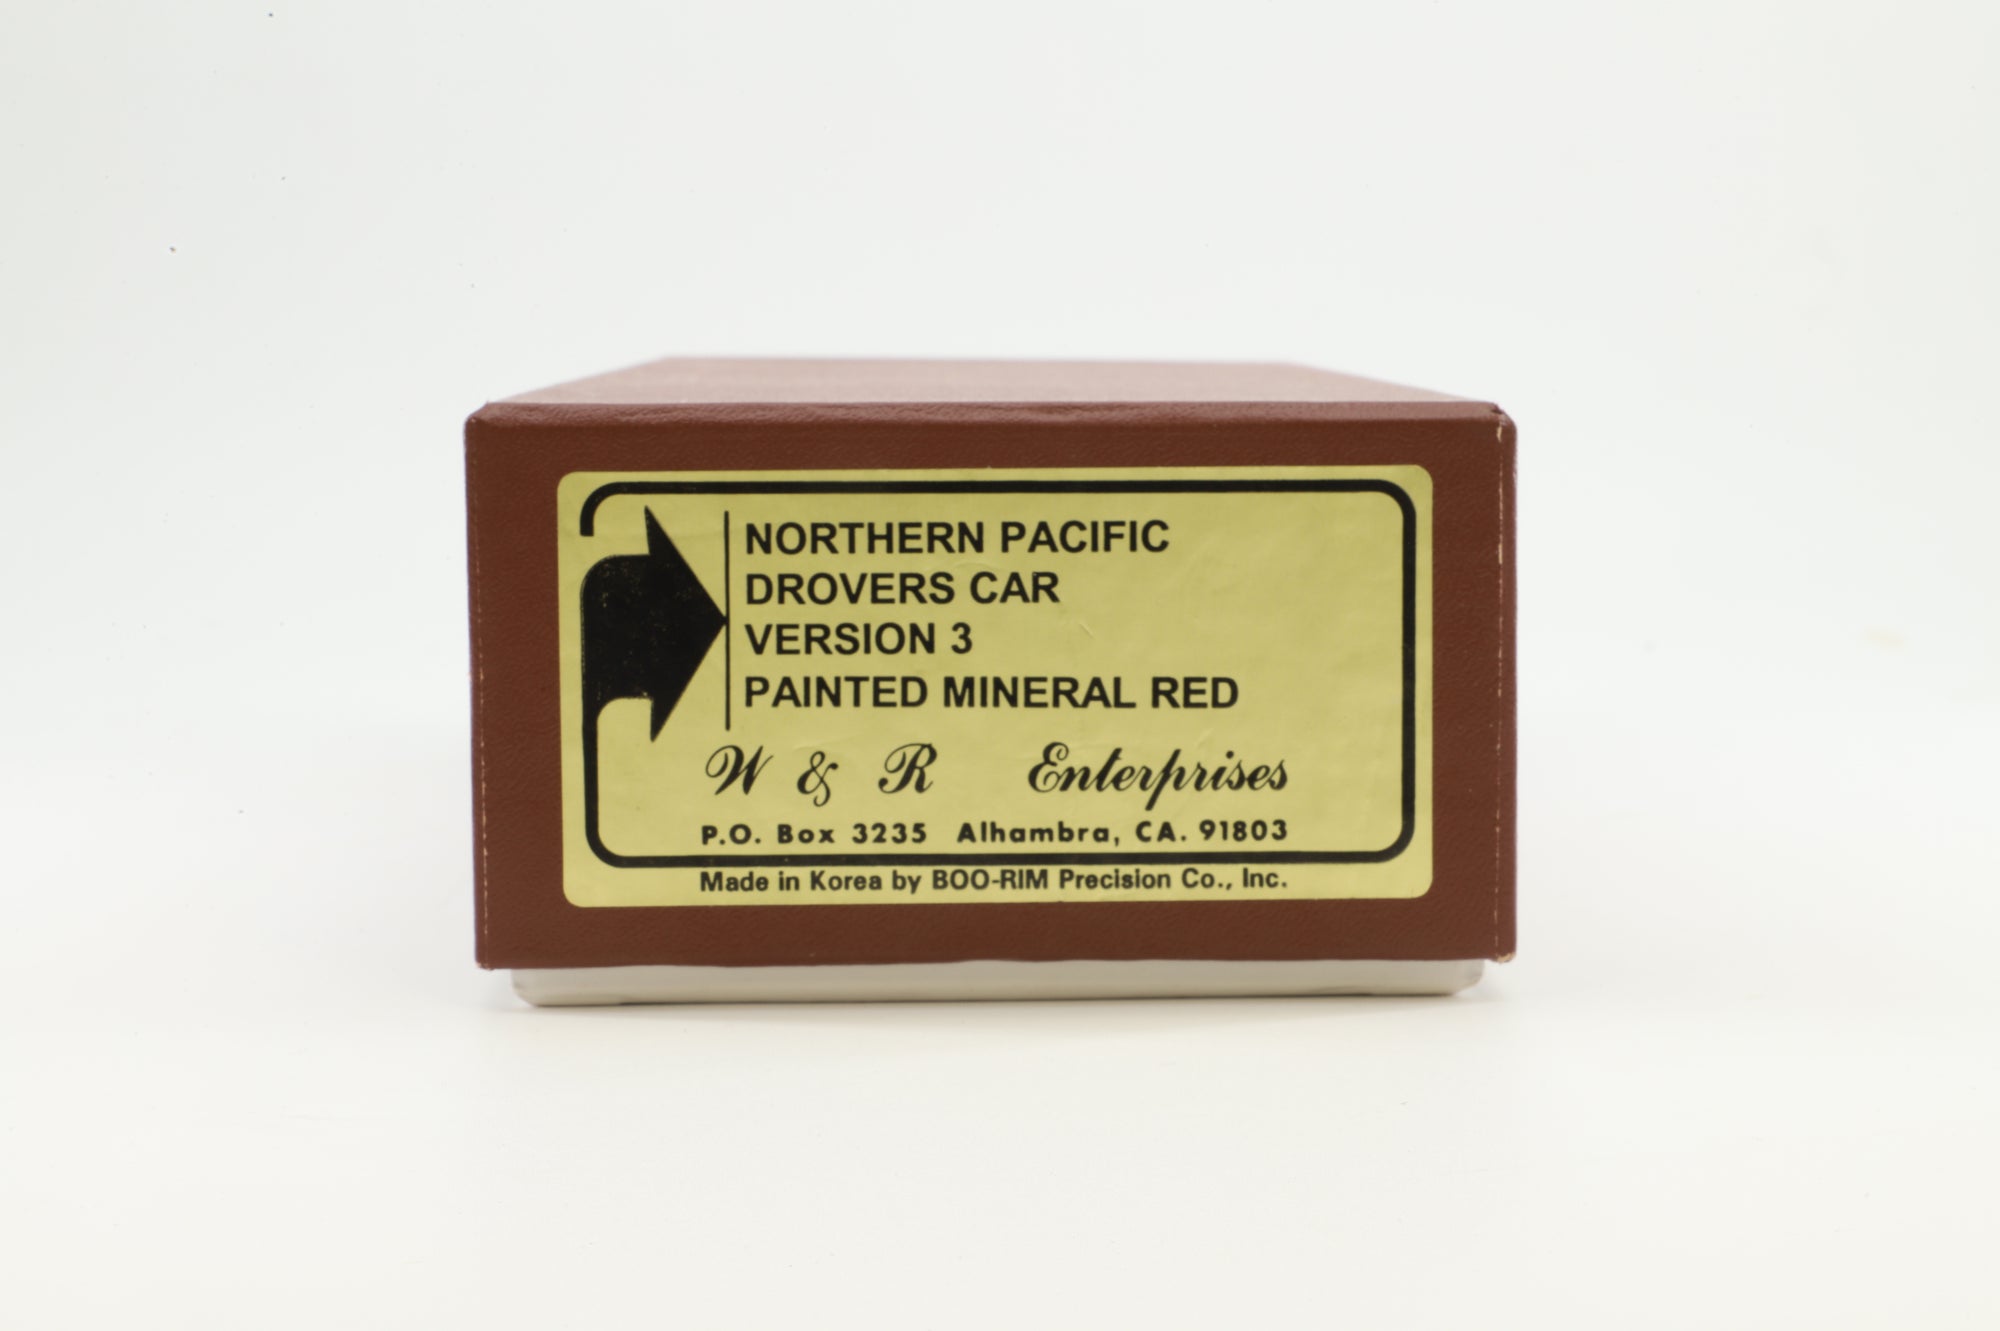 NORTHERN PACIFIC
DROVERS CAR
VERSION 3
PAINTED MINERAL RED
W & R Enterprises
P.O. Box 3235 Alhambra, CA. 91803
Made in Korea by BOO-RIM Precision Co., Inc.